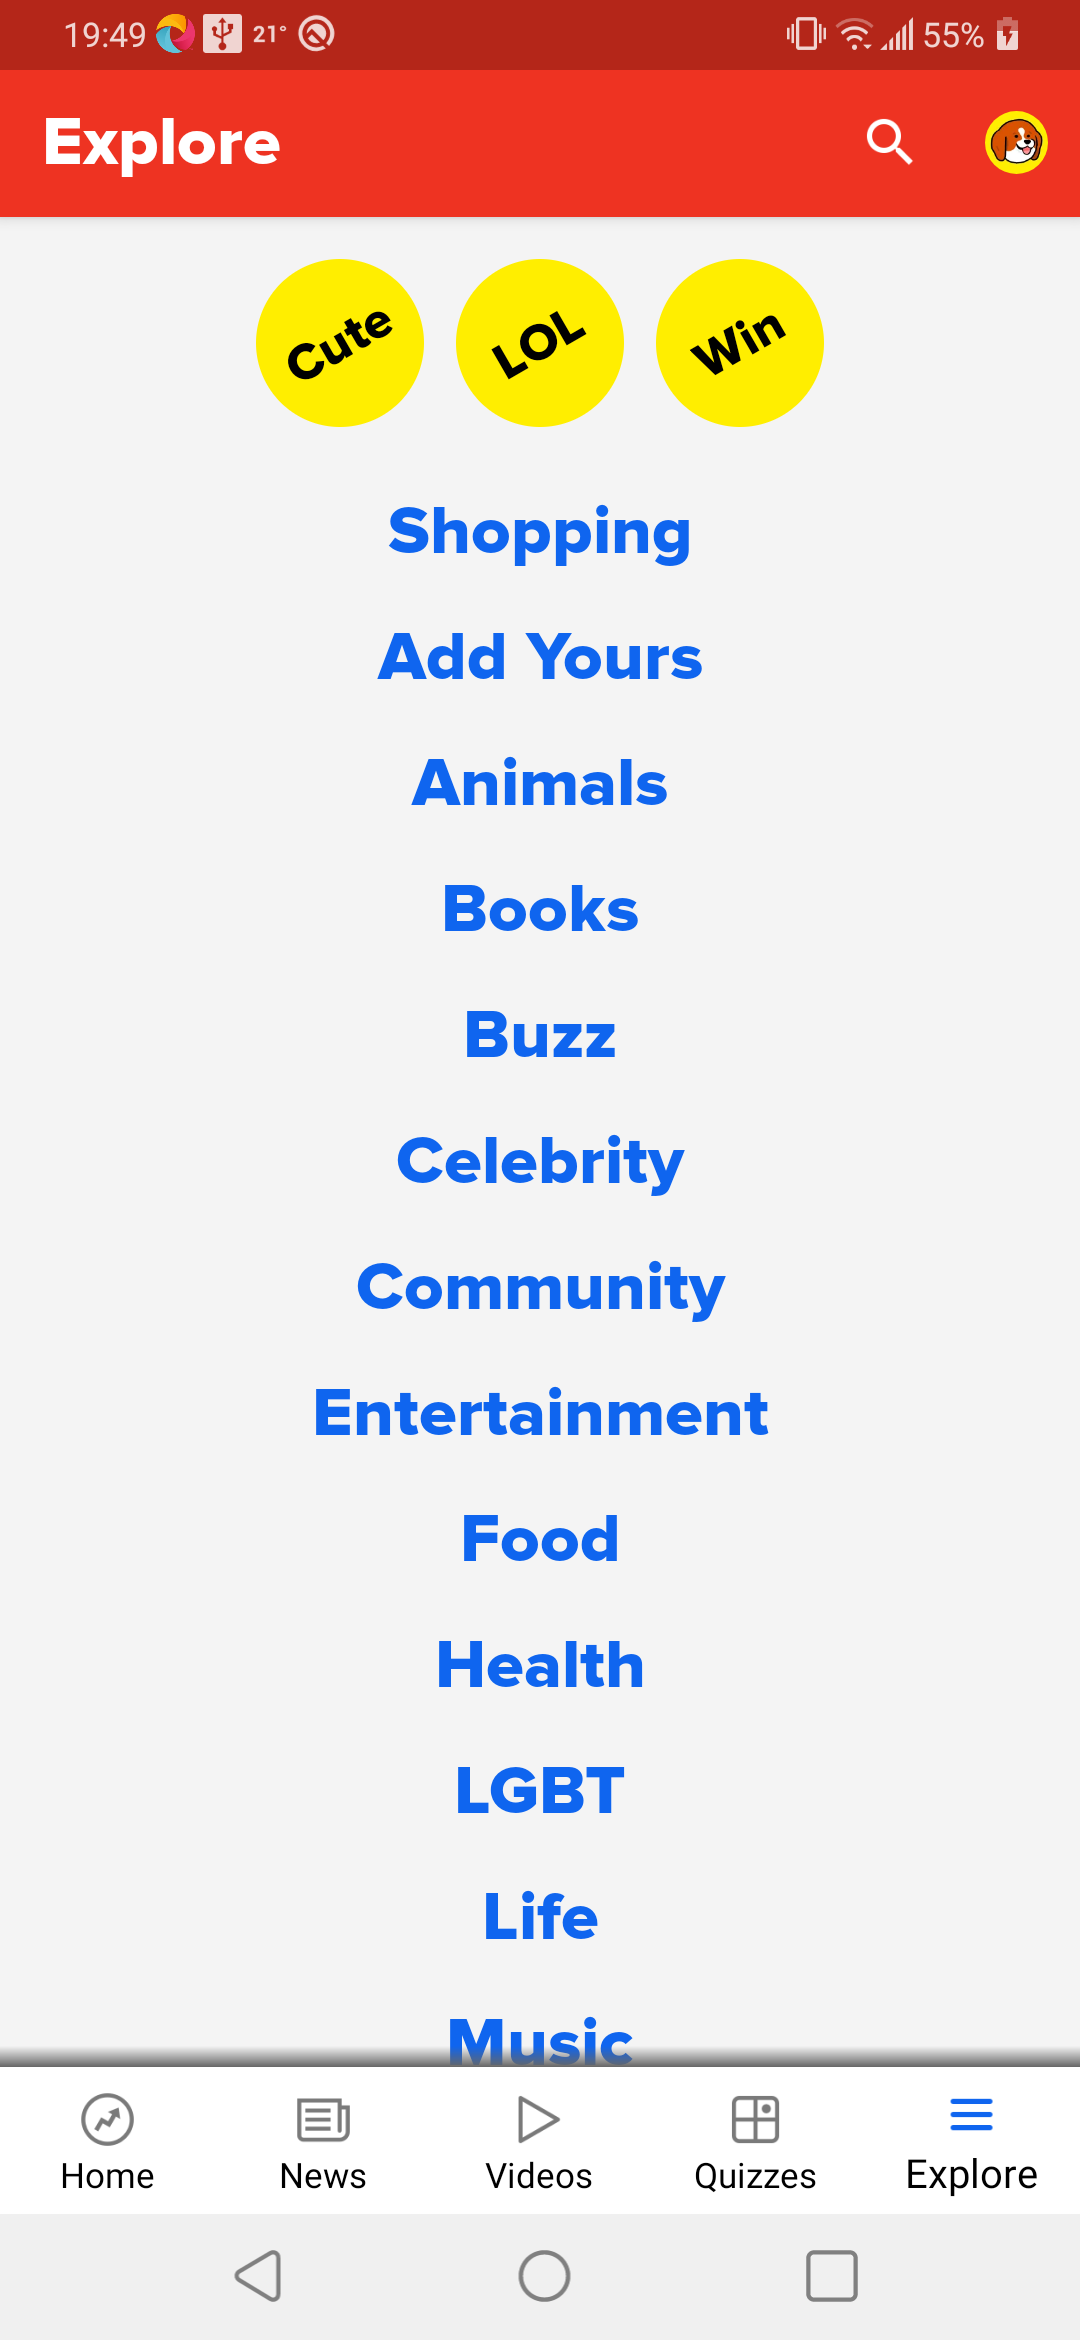 19:49 21° 55%
Explore
Cute LOL Win
Shopping
Add Yours
Animals
Books
Buzz
Celebrity
Community
Entertainment
Food
Health
LGBT
Life
Music
Home News Videos Quizzes Explore